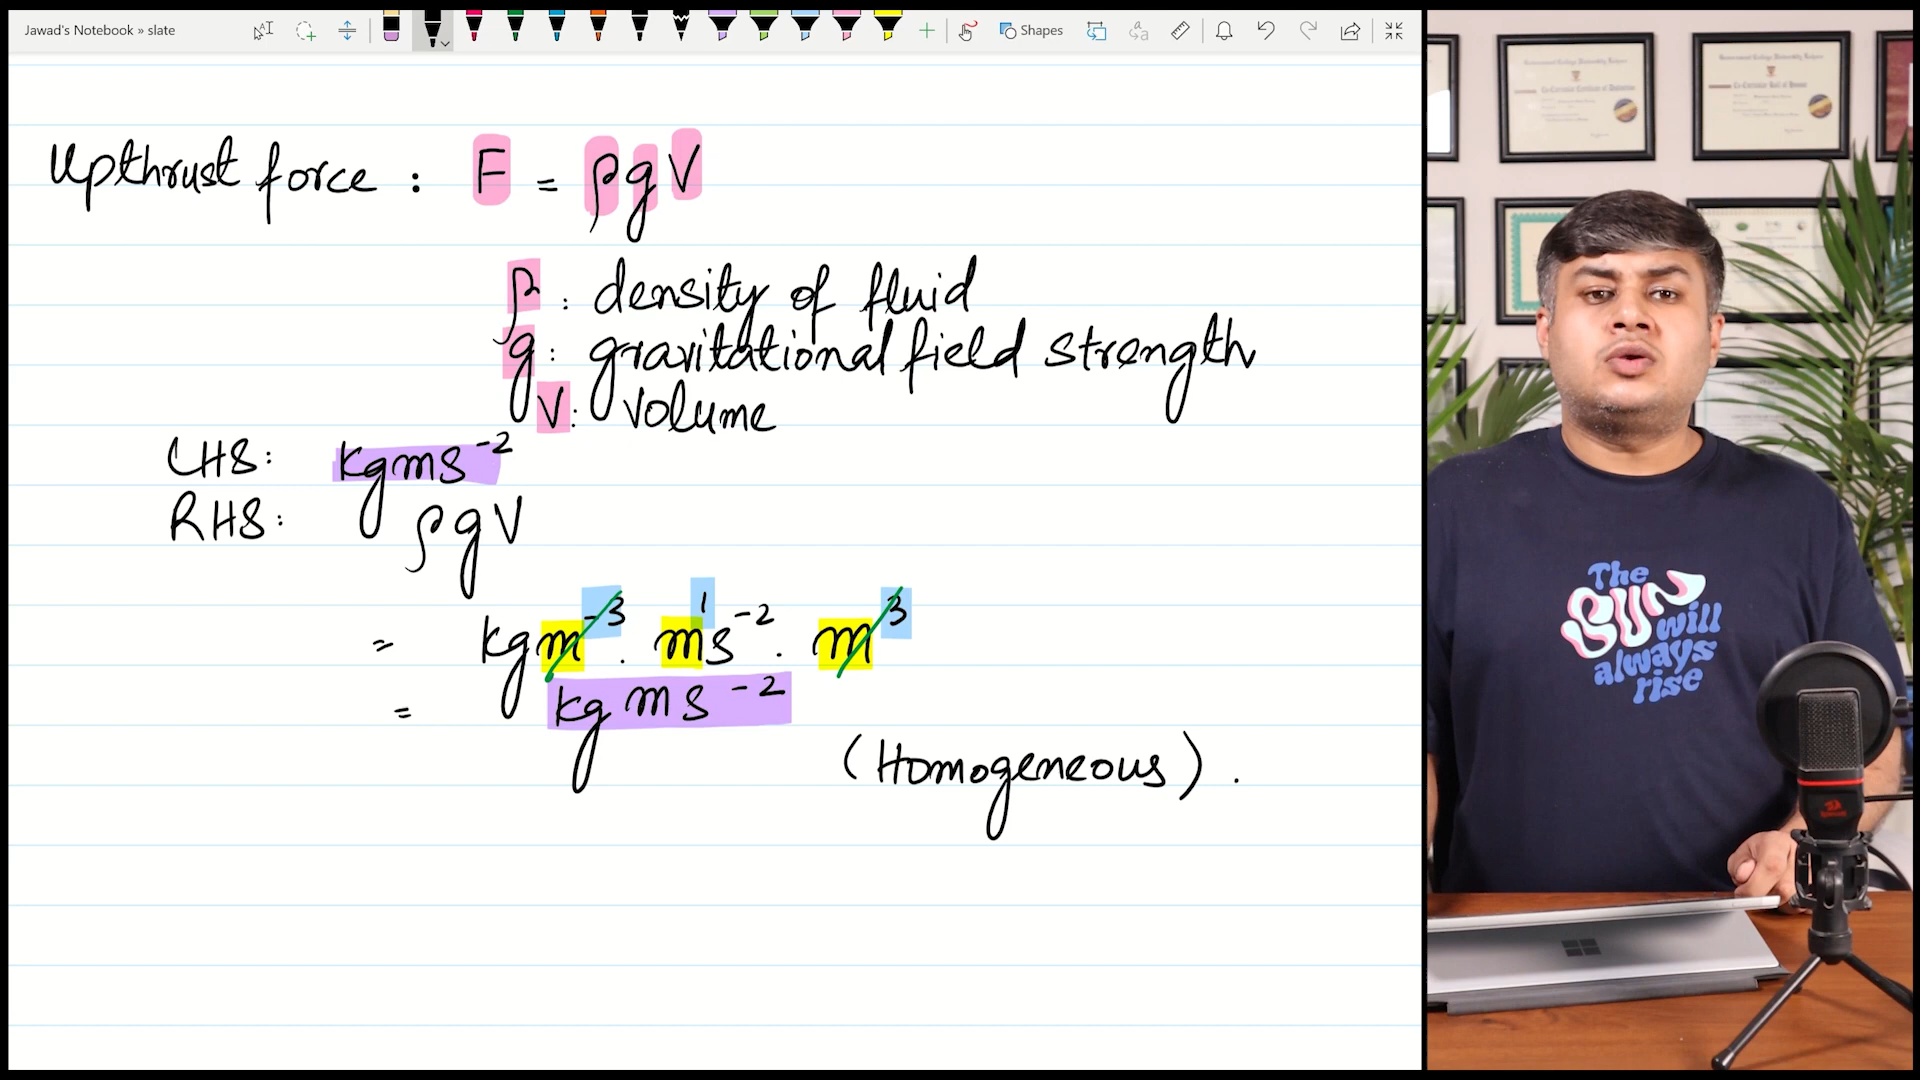 Jawad's Notebook » slate
Shapes
Upthrust force : F = ρgV
ρ : density of fluid
g : gravitational field strength
V : volume
LHS: kgms⁻²
RHS: ρgV
= kgm⁻³ . m¹s⁻² . m³
= kgms⁻²
(Homogeneous) .
The
SUN
will
always
rise